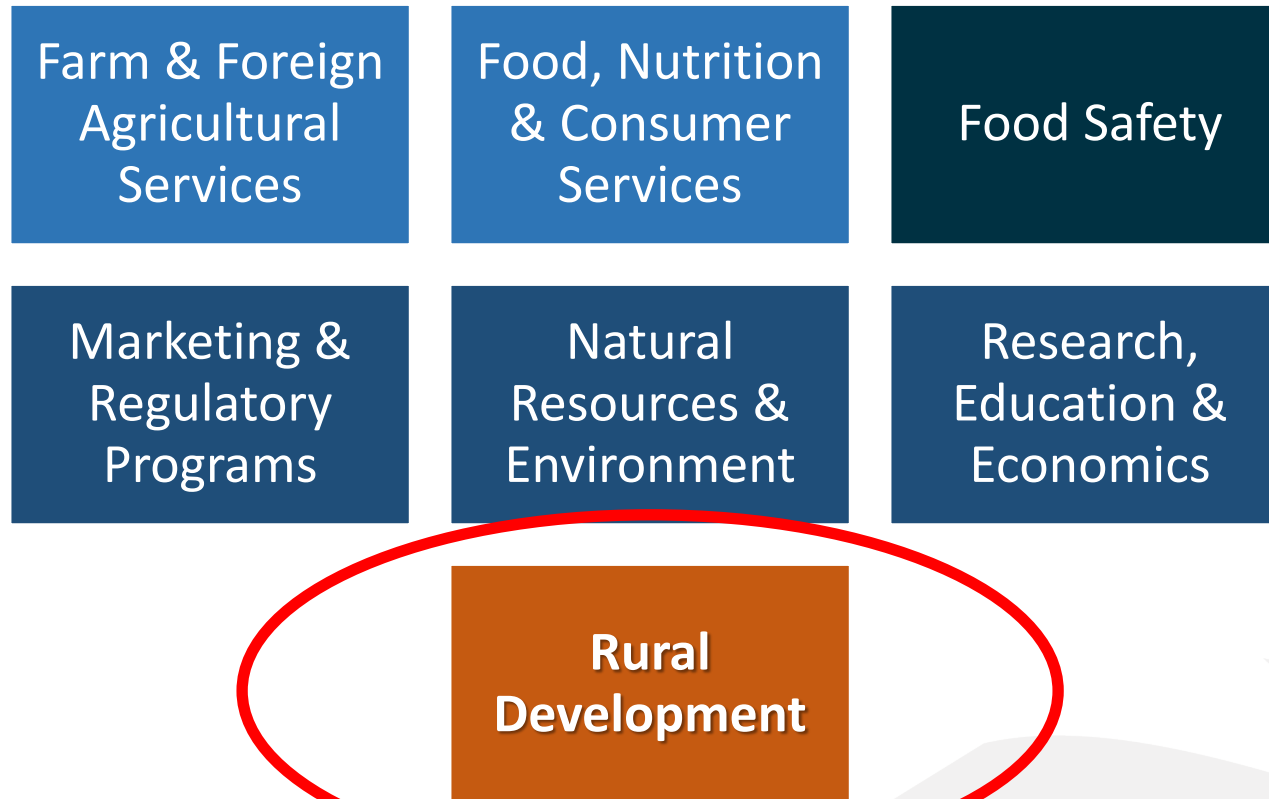 Farm & Foreign
Agricultural
Services
Food, Nutrition
& Consumer
Services
Food Safety
Marketing &
Regulatory
Programs
Natural
Resources &
Environment
Research,
Education &
Economics
Rural
Development